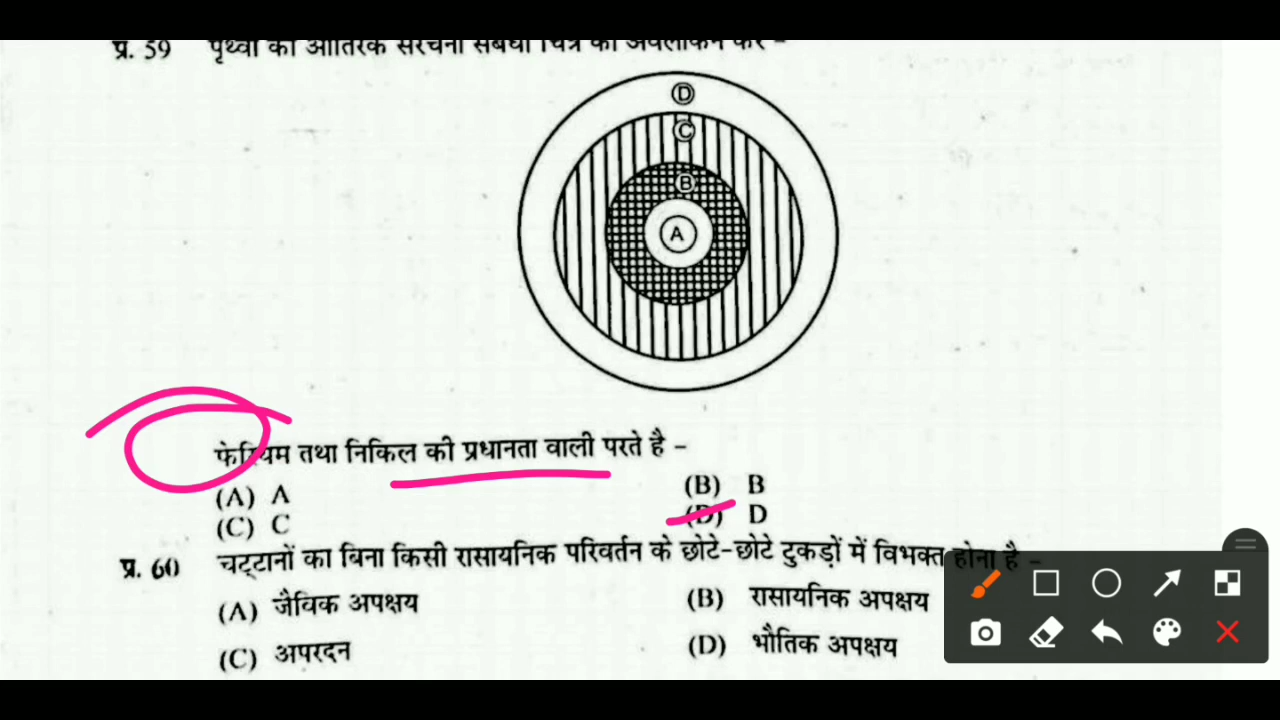 प्र. 59 पृथ्वी की आंतरिक संरचना संबंधी चित्र का अवलोकन करें –
D
C
B
A
फेरियम तथा निकिल की प्रधानता वाली परते है –
(A) A (B) B
(C) C (D) D
प्र. 60 चट्टानों का बिना किसी रासायनिक परिवर्तन के छोटे-छोटे टुकड़ों में विभक्त होना है –
(A) जैविक अपक्षय (B) रासायनिक अपक्षय
(C) अपरदन (D) भौतिक अपक्षय